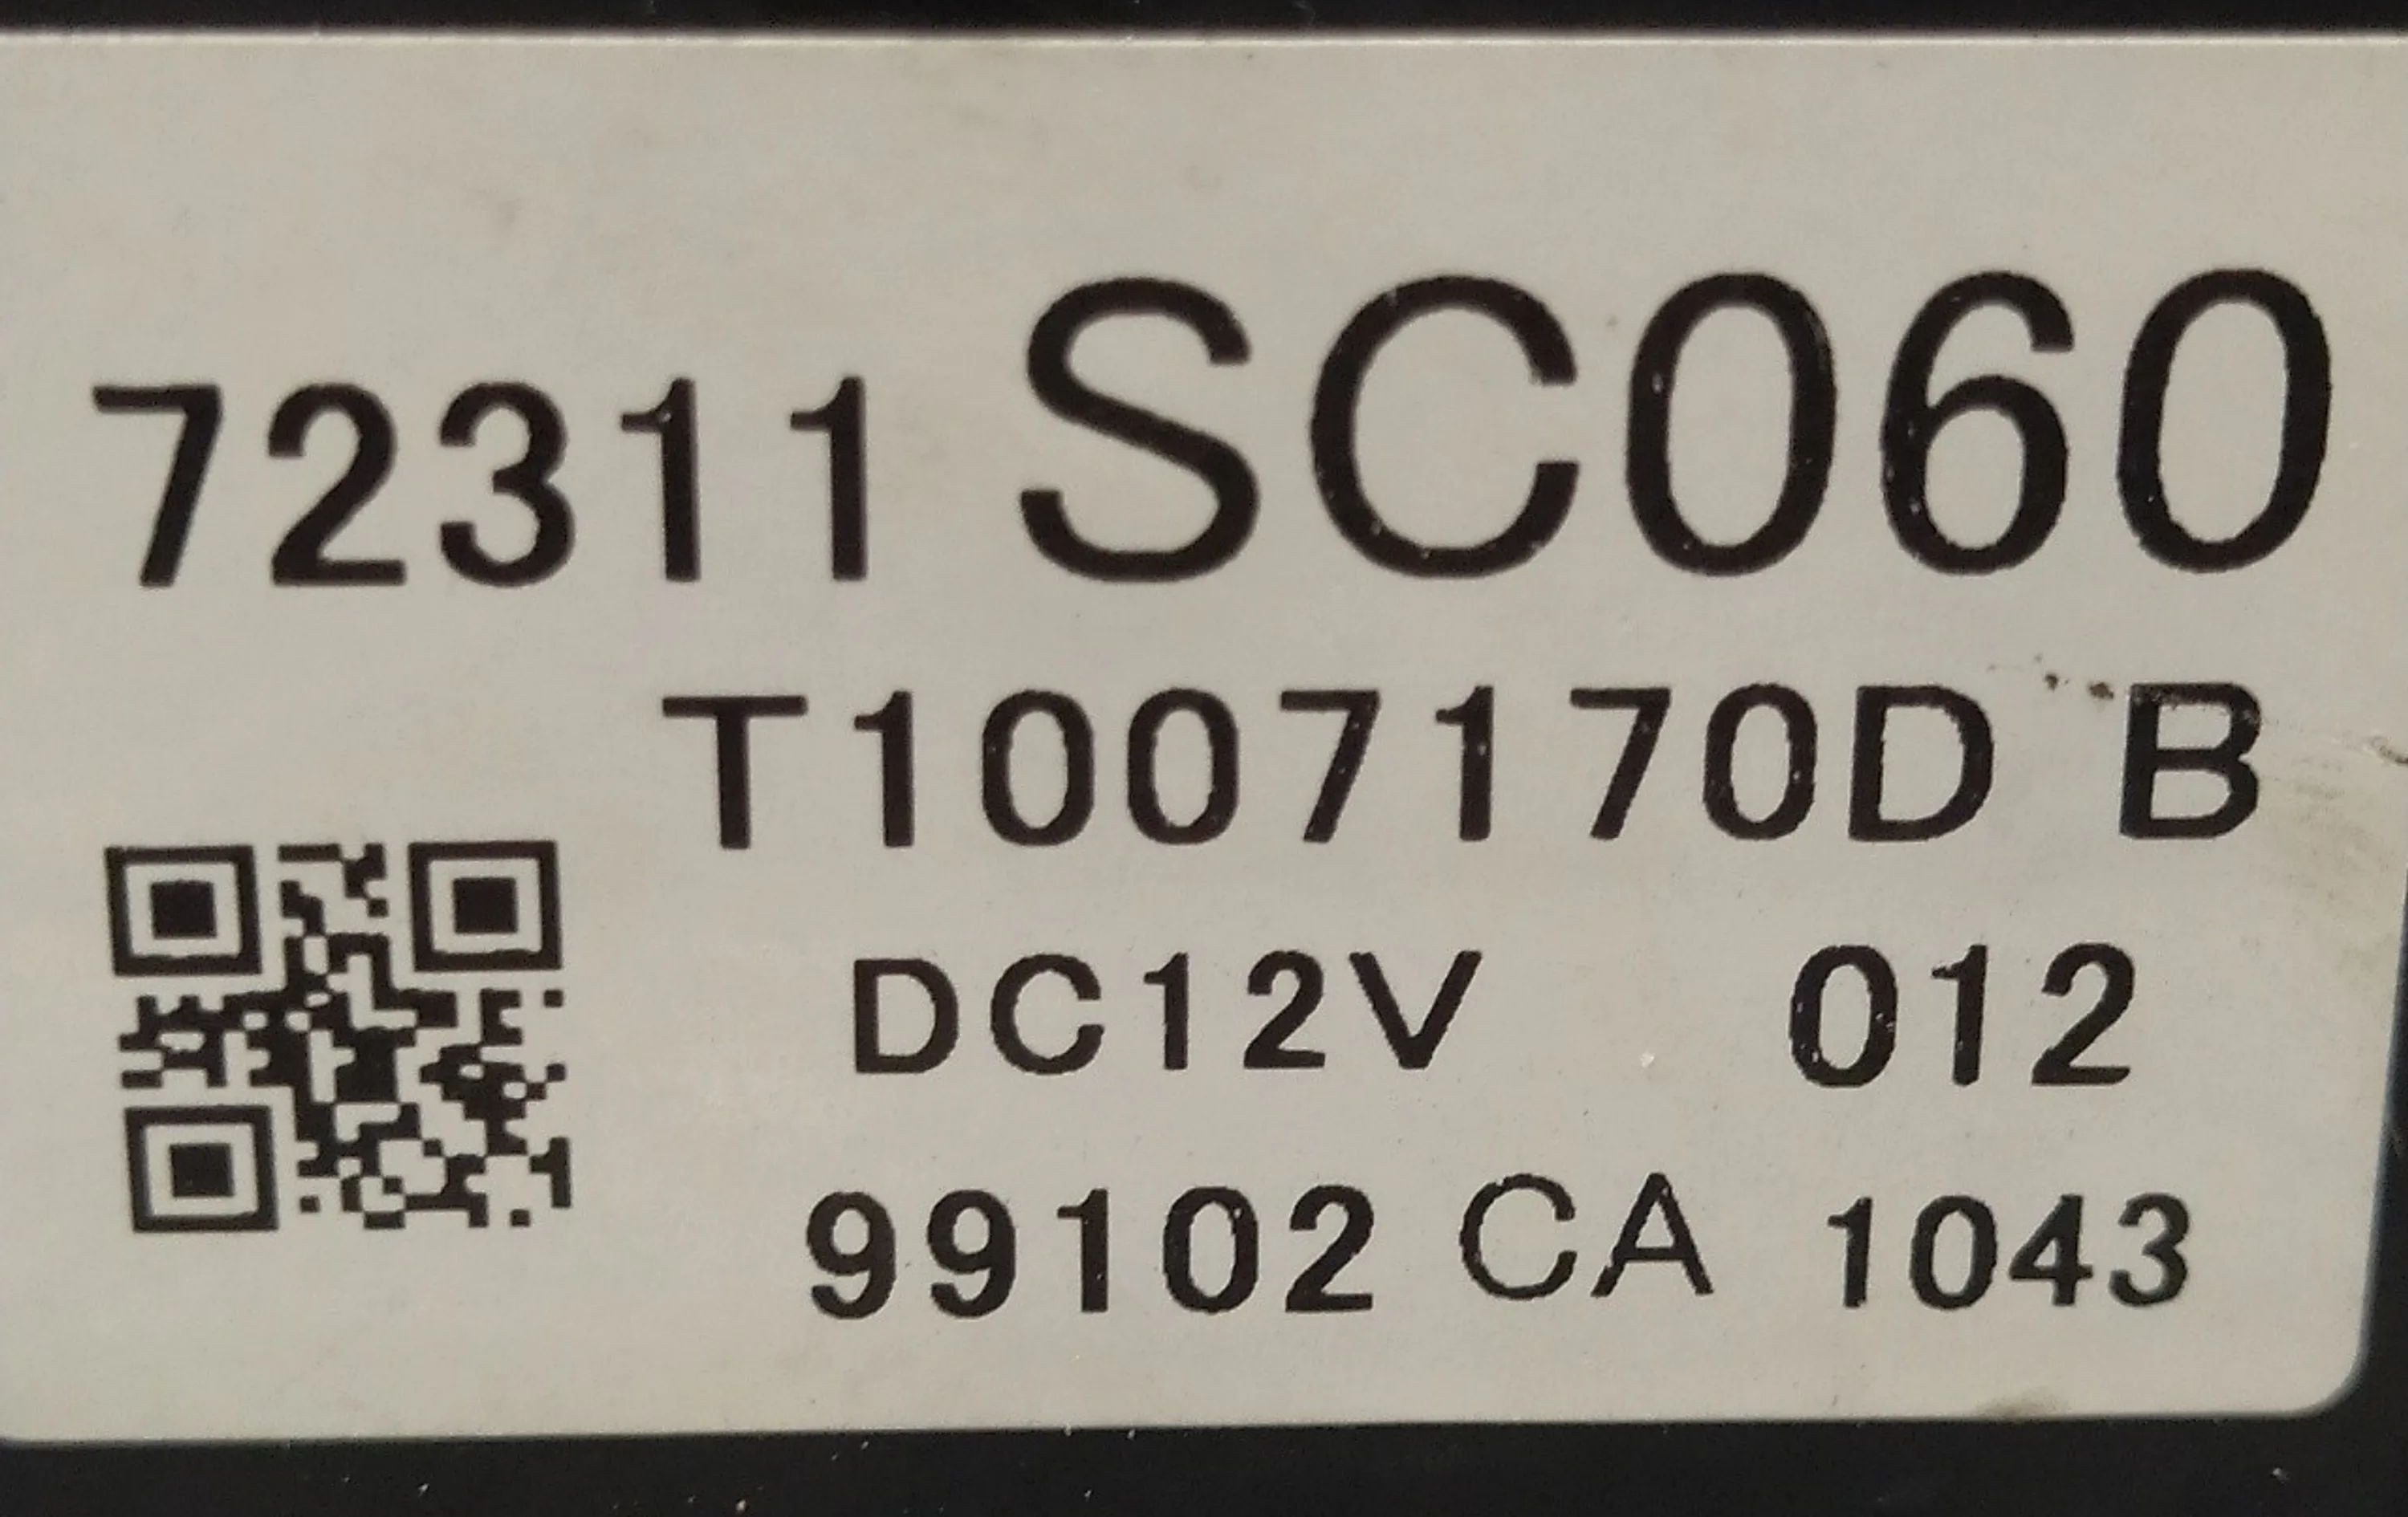 72311 SC060
T1007170D B
DC12V 012
99102 CA 1043